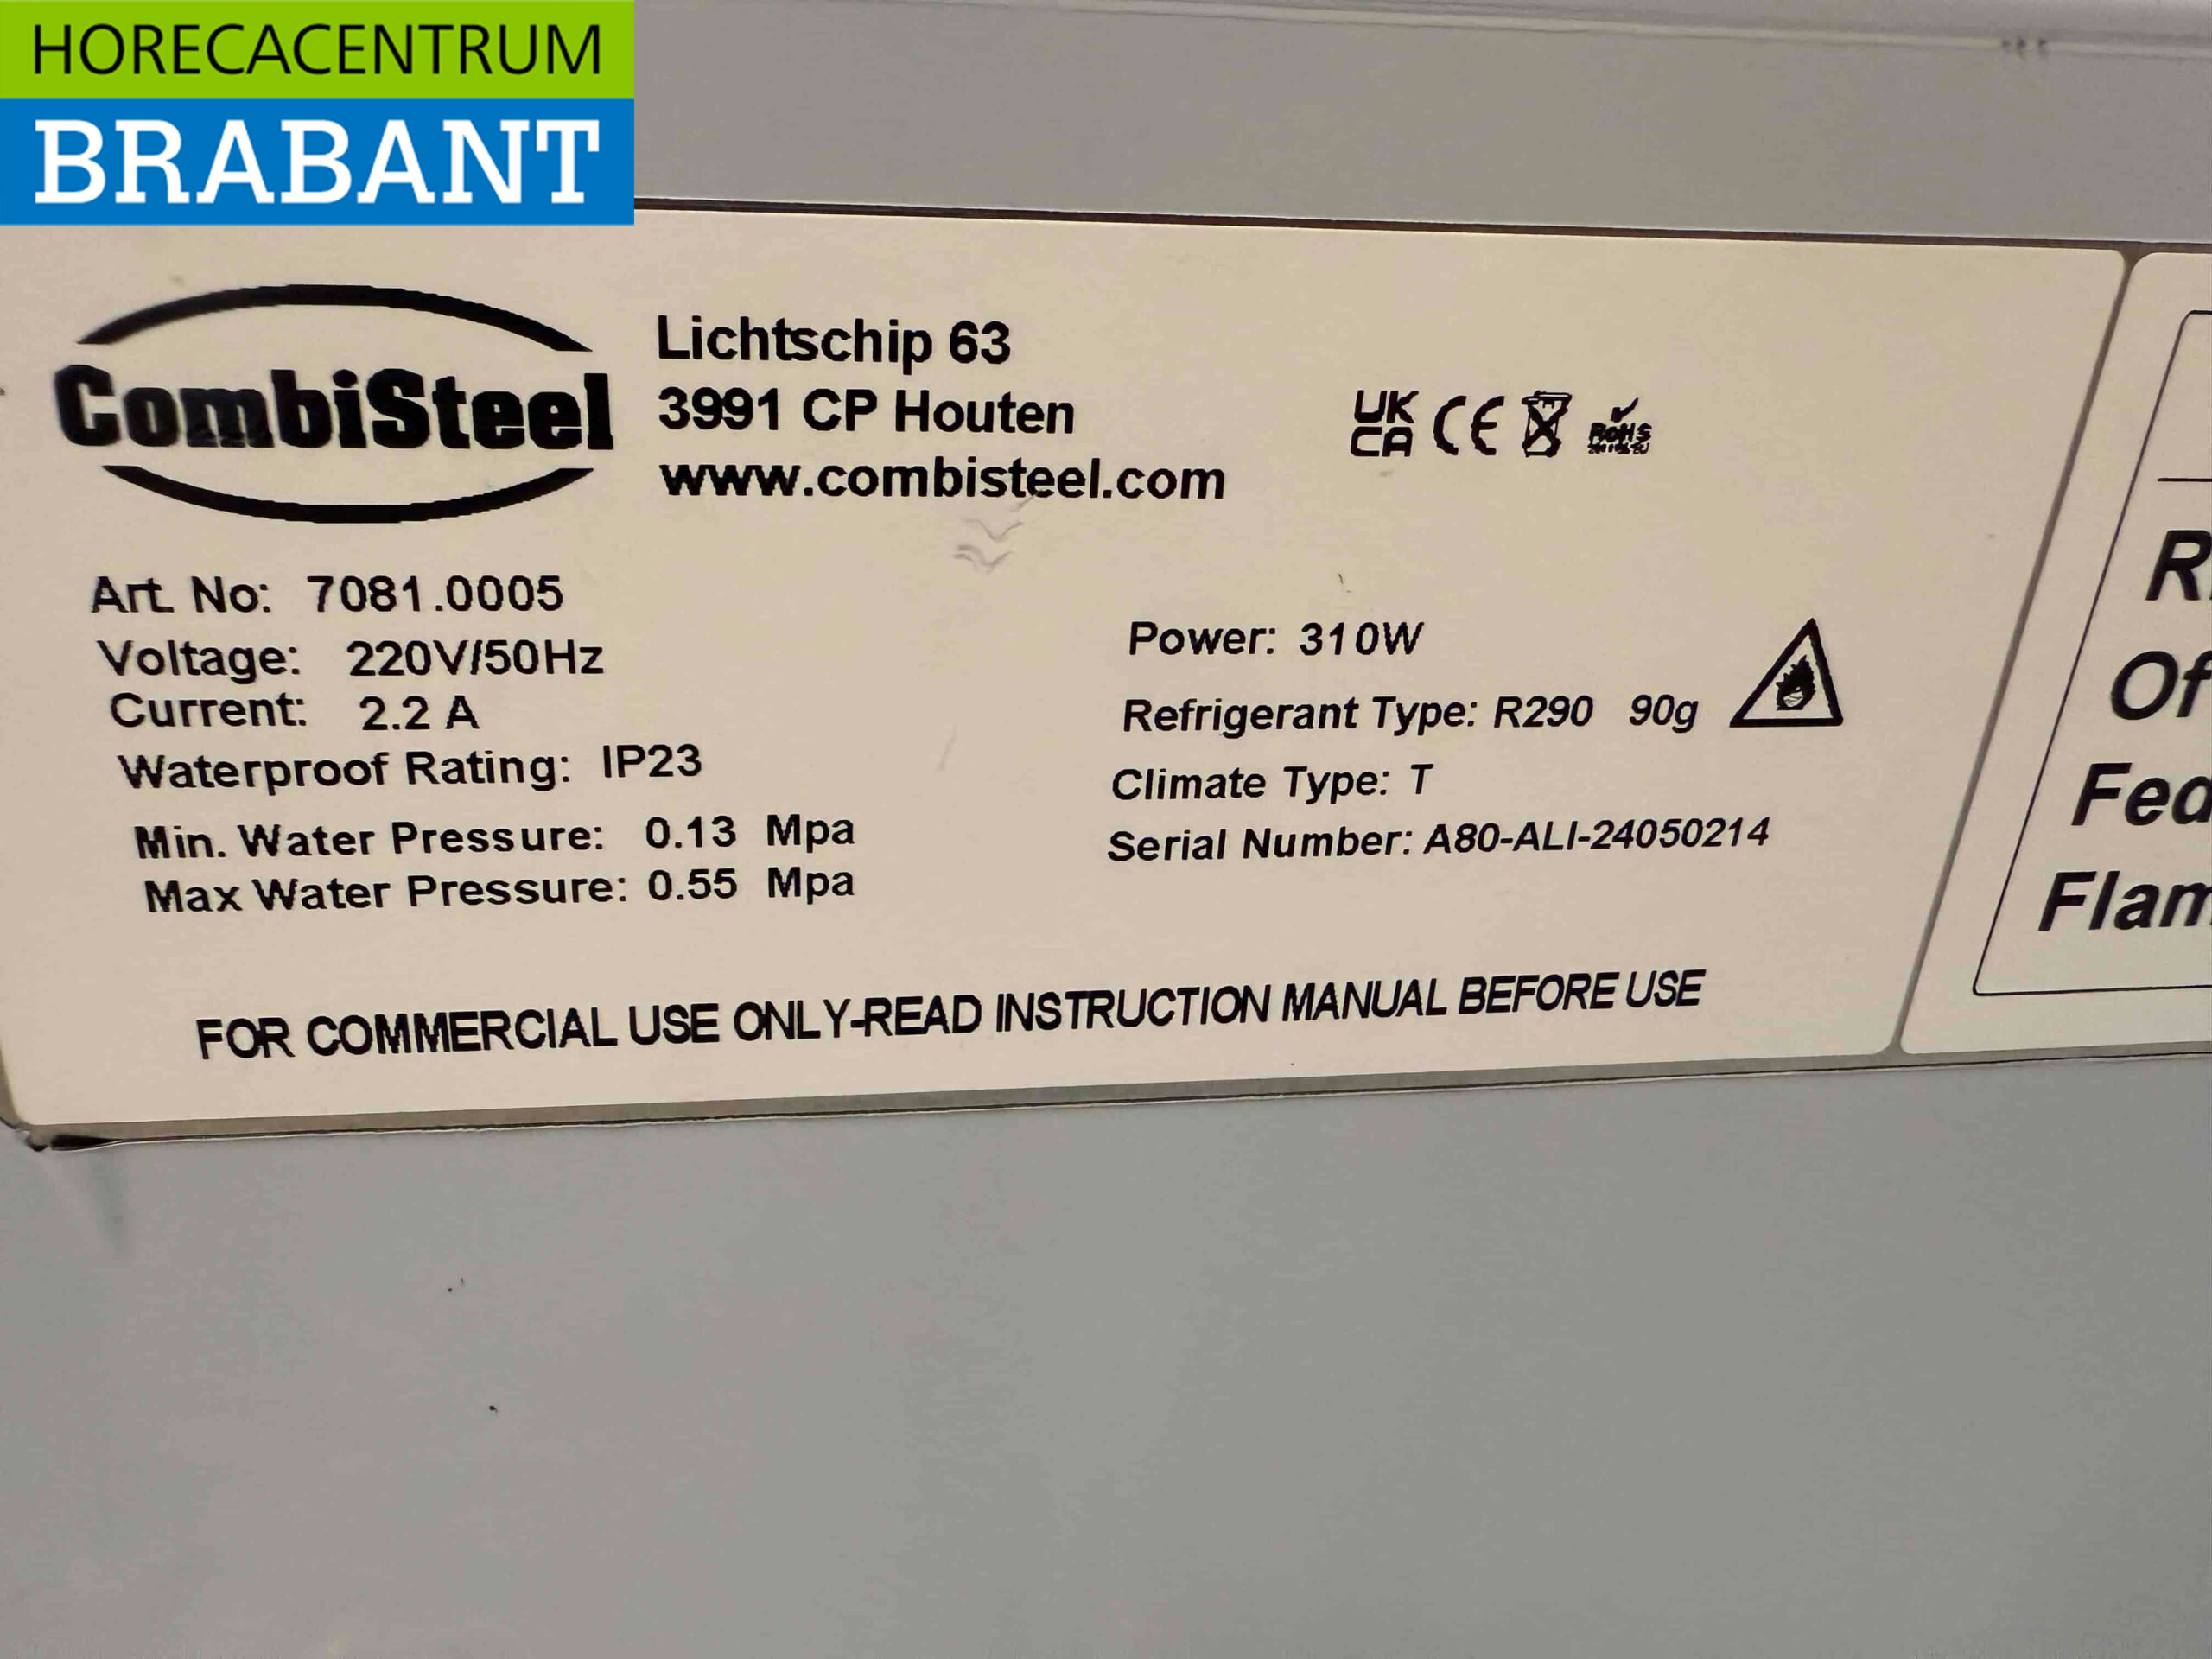 HORECACENTRUM
BRABANT
CombiSteel
Lichtschip 63
3991 CP Houten
www.combisteel.com
UK
CA CE
RoHS
Art. No: 7081.0005
Voltage: 220V/50Hz
Current: 2.2 A
Waterproof Rating: IP23
Min. Water Pressure: 0.13 Mpa
Max Water Pressure: 0.55 Mpa
Power: 310W
Refrigerant Type: R290 90g
Climate Type: T
Serial Number: A80-ALI-24050214
FOR COMMERCIAL USE ONLY-READ INSTRUCTION MANUAL BEFORE USE
Of